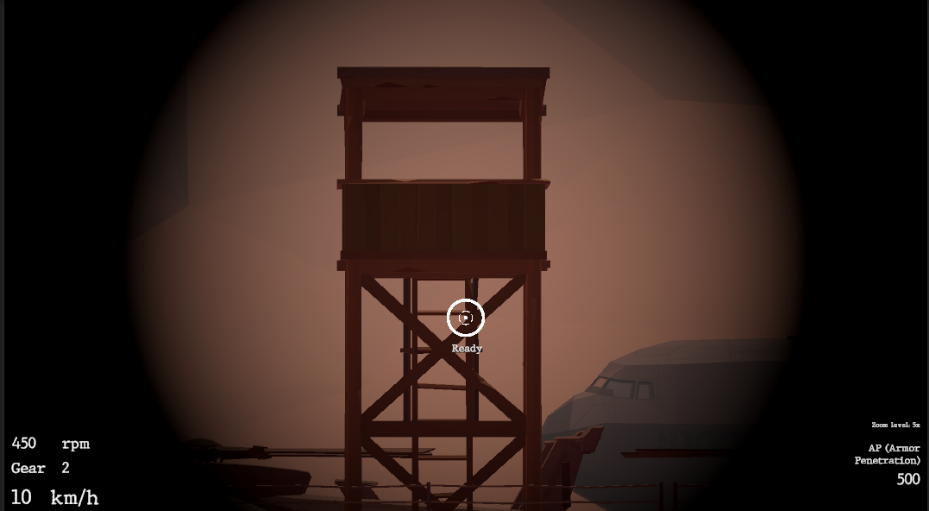 Ready
450 rpm
Gear 2
10 km/h
Zoom level: 5x
AP (Armor
Penetration)
500